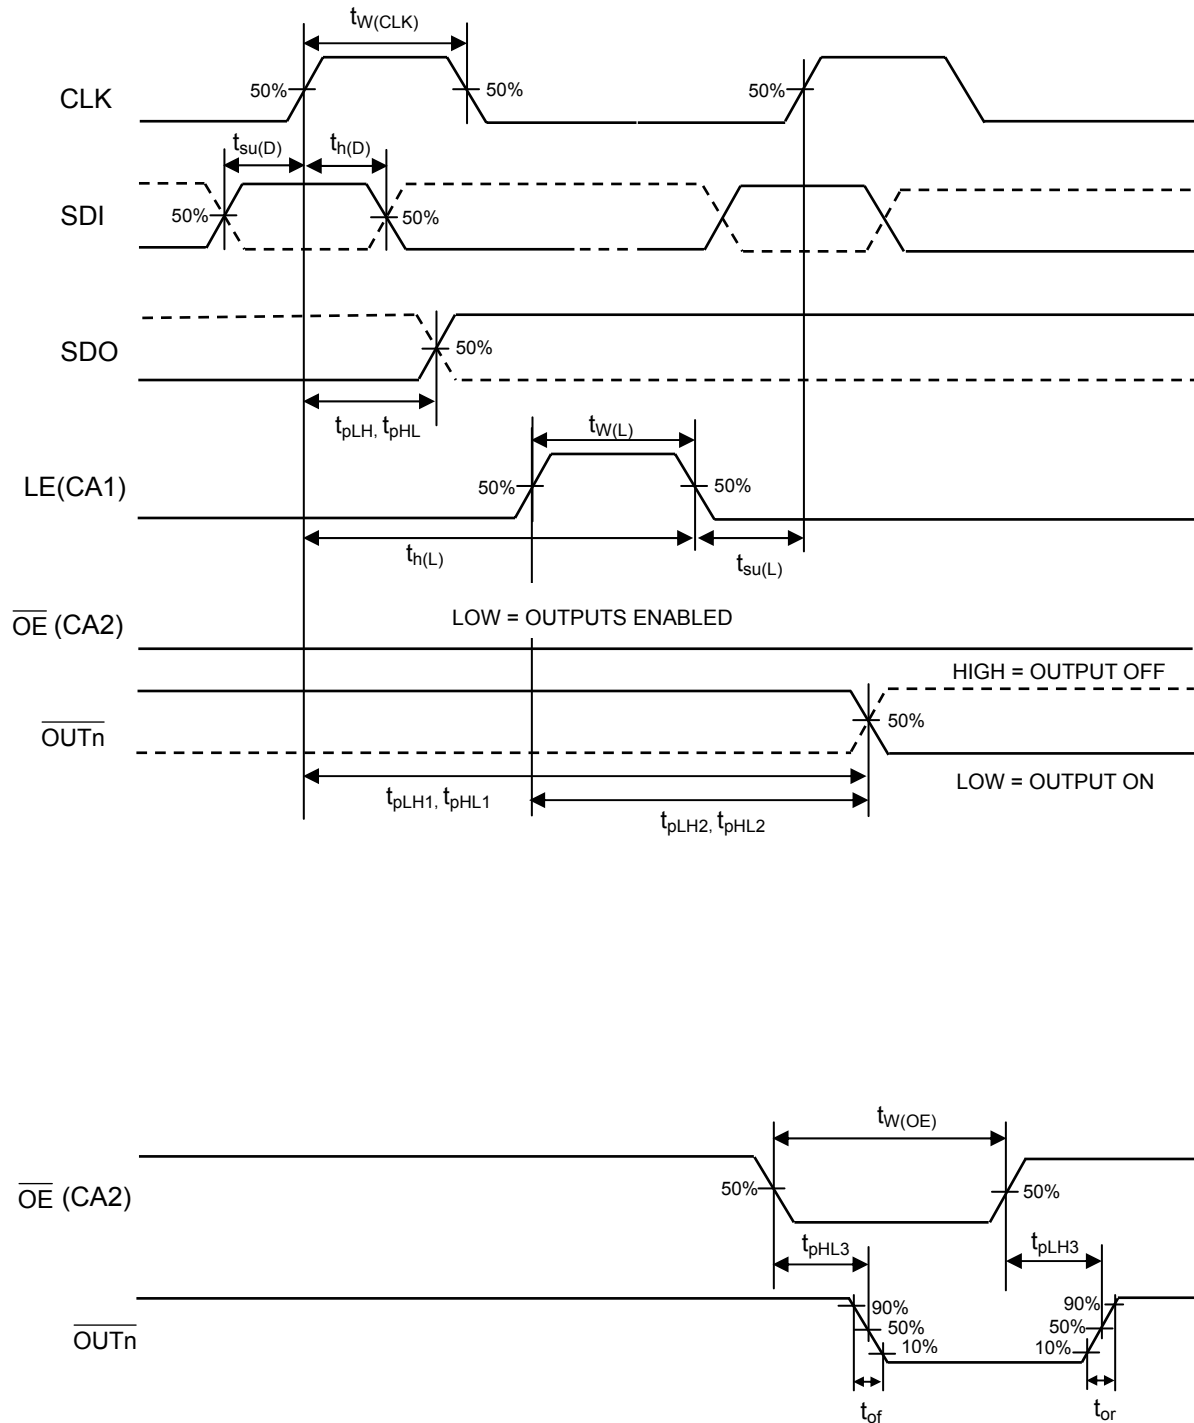 tW(CLK)
50%
50%
50%
CLK
tsu(D)
th(D)
SDI
50%
50%
SDO
50%
tpLH, tpHL
tW(L)
LE(CA1)
50%
50%
th(L)
tsu(L)
OE (CA2)
LOW = OUTPUTS ENABLED
HIGH = OUTPUT OFF
OUTn
50%
LOW = OUTPUT ON
tpLH1, tpHL1
tpLH2, tpHL2
tW(OE)
OE (CA2)
50%
50%
tpHL3
tpLH3
OUTn
90%
90%
50%
50%
10%
10%
tof
tor